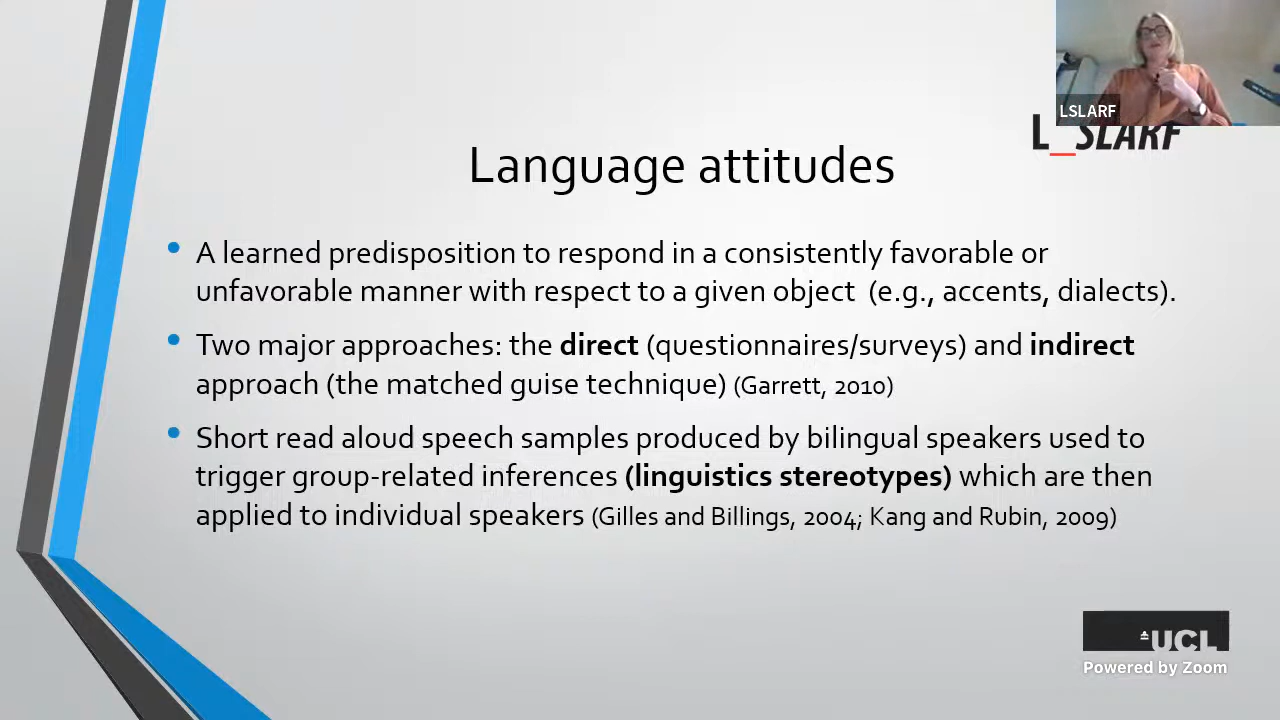 LSLARF
L_SLARF
Language attitudes
A learned predisposition to respond in a consistently favorable or
unfavorable manner with respect to a given object (e.g., accents, dialects).
Two major approaches: the direct (questionnaires/surveys) and indirect
approach (the matched guise technique) (Garrett, 2010)
Short read aloud speech samples produced by bilingual speakers used to
trigger group-related inferences (linguistics stereotypes) which are then
applied to individual speakers (Gilles and Billings, 2004; Kang and Rubin, 2009)
UCL
Powered by Zoom